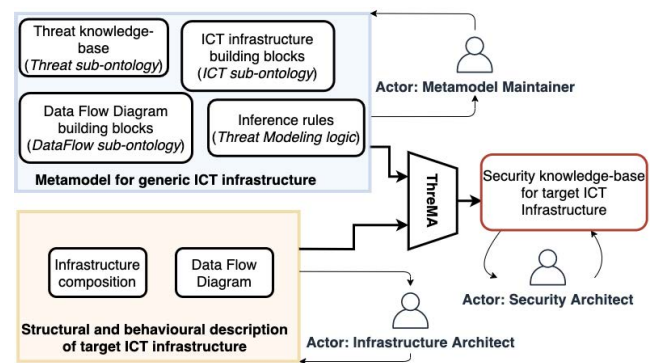 Threat knowledge-
base
(Threat sub-ontology)
ICT infrastructure
building blocks
(ICT sub-ontology)
Data Flow Diagram
building blocks
(DataFlow sub-ontology)
Inference rules
(Threat Modeling logic)
Metamodel for generic ICT infrastructure
Actor: Metamodel Maintainer
ThreMA
Security knowledge-base
for target ICT
Infrastructure
Actor: Security Architect
Infrastructure
composition
Data Flow
Diagram
Structural and behavioural description
of target ICT infrastructure
Actor: Infrastructure Architect